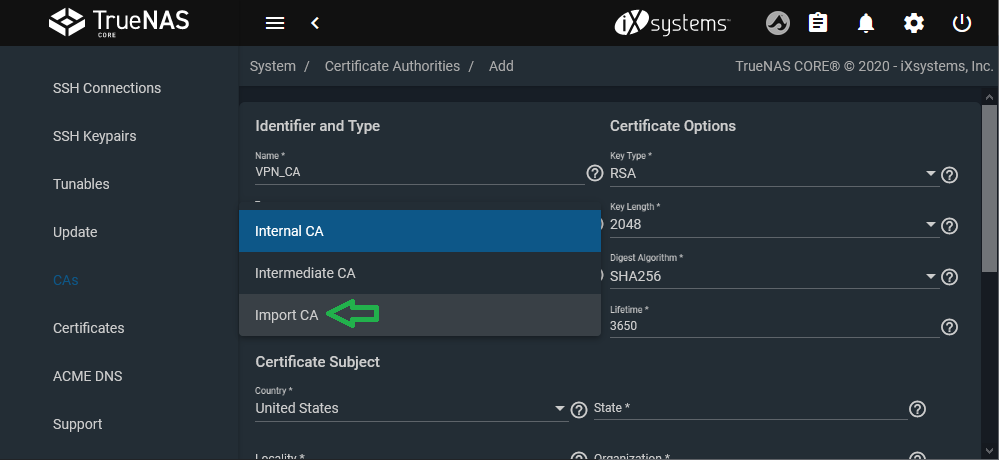 TrueNAS
CORE
iXsystems™
System / Certificate Authorities / Add
TrueNAS CORE® © 2020 - iXsystems, Inc.
SSH Connections
SSH Keypairs
Tunables
Update
CAs
Certificates
ACME DNS
Support
Identifier and Type
Name *
VPN_CA
Internal CA
Intermediate CA
Import CA
Certificate Options
Key Type *
RSA
Key Length *
2048
Digest Algorithm *
SHA256
Lifetime *
3650
Certificate Subject
Country *
United States
State *
Locality *
Organization *